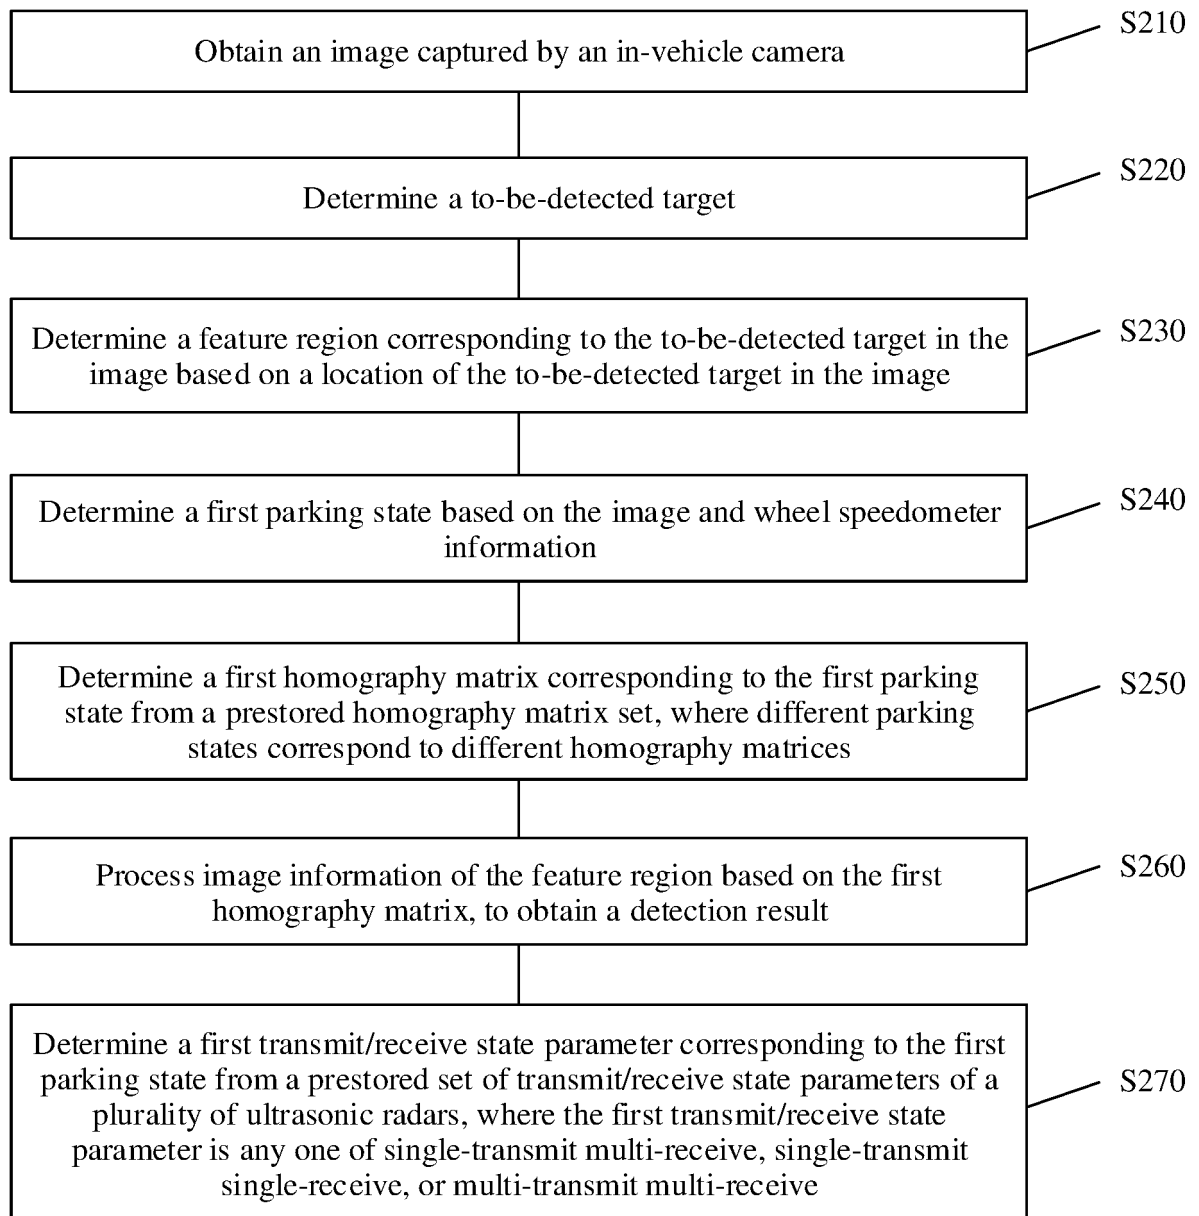 Obtain an image captured by an in-vehicle camera
S210
Determine a to-be-detected target
S220
Determine a feature region corresponding to the to-be-detected target in the
image based on a location of the to-be-detected target in the image
S230
Determine a first parking state based on the image and wheel speedometer
information
S240
Determine a first homography matrix corresponding to the first parking
state from a prestored homography matrix set, where different parking
states correspond to different homography matrices
S250
Process image information of the feature region based on the first
homography matrix, to obtain a detection result
S260
Determine a first transmit/receive state parameter corresponding to the first
parking state from a prestored set of transmit/receive state parameters of a
plurality of ultrasonic radars, where the first transmit/receive state
parameter is any one of single-transmit multi-receive, single-transmit
single-receive, or multi-transmit multi-receive
S270